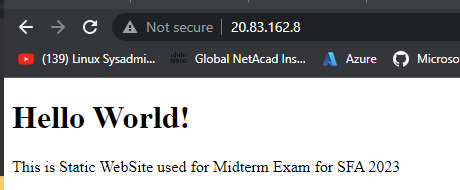 Not secure | 20.83.162.8
(139) Linux Sysadmi... Global NetAcad Ins... Azure Microso
Hello World!
This is Static WebSite used for Midterm Exam for SFA 2023